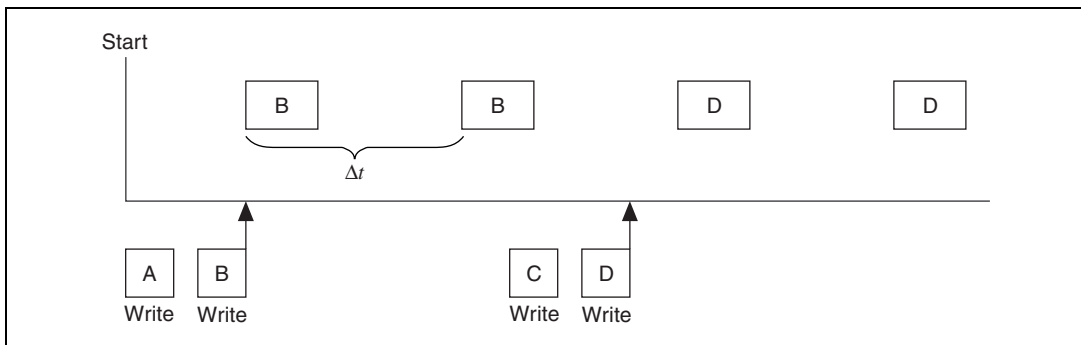 Start
B B D D
Δt
A B C D
Write Write Write Write